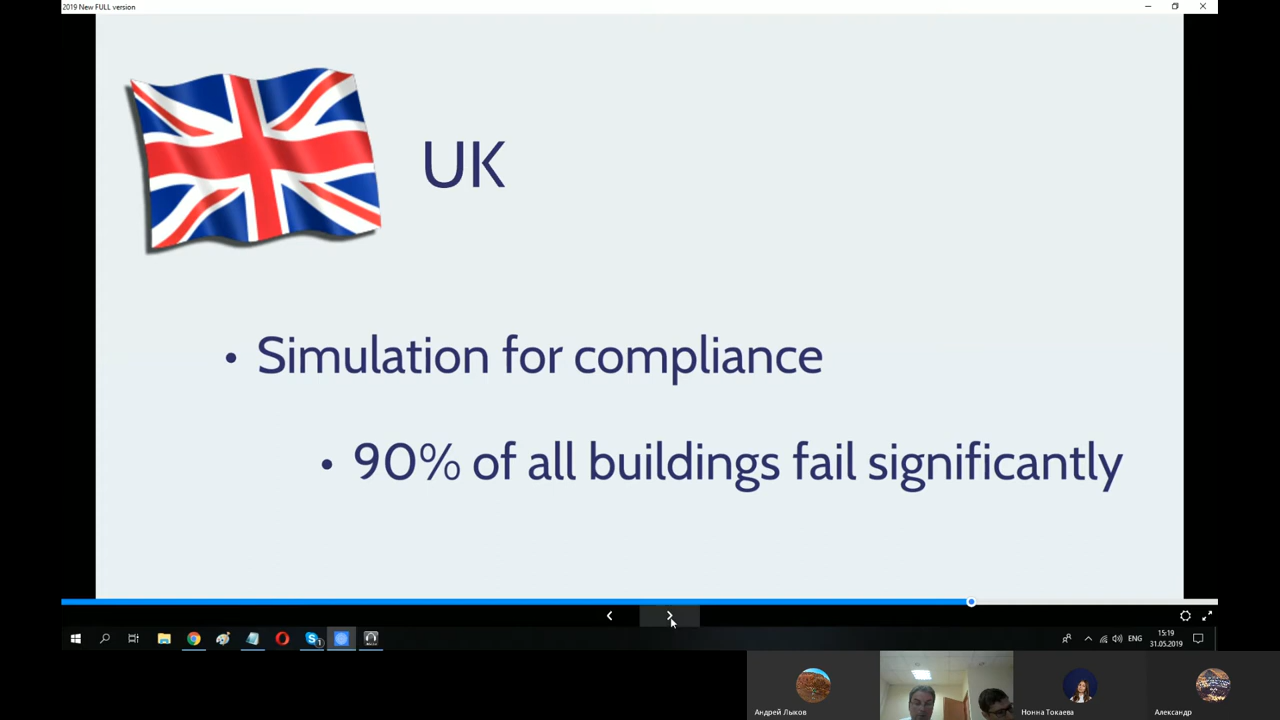 2019 New FULL version
UK
• Simulation for compliance
• 90% of all buildings fail significantly
ENG
15:19
31.05.2019
Андрей Лыков
Нонна Токаева
Александр